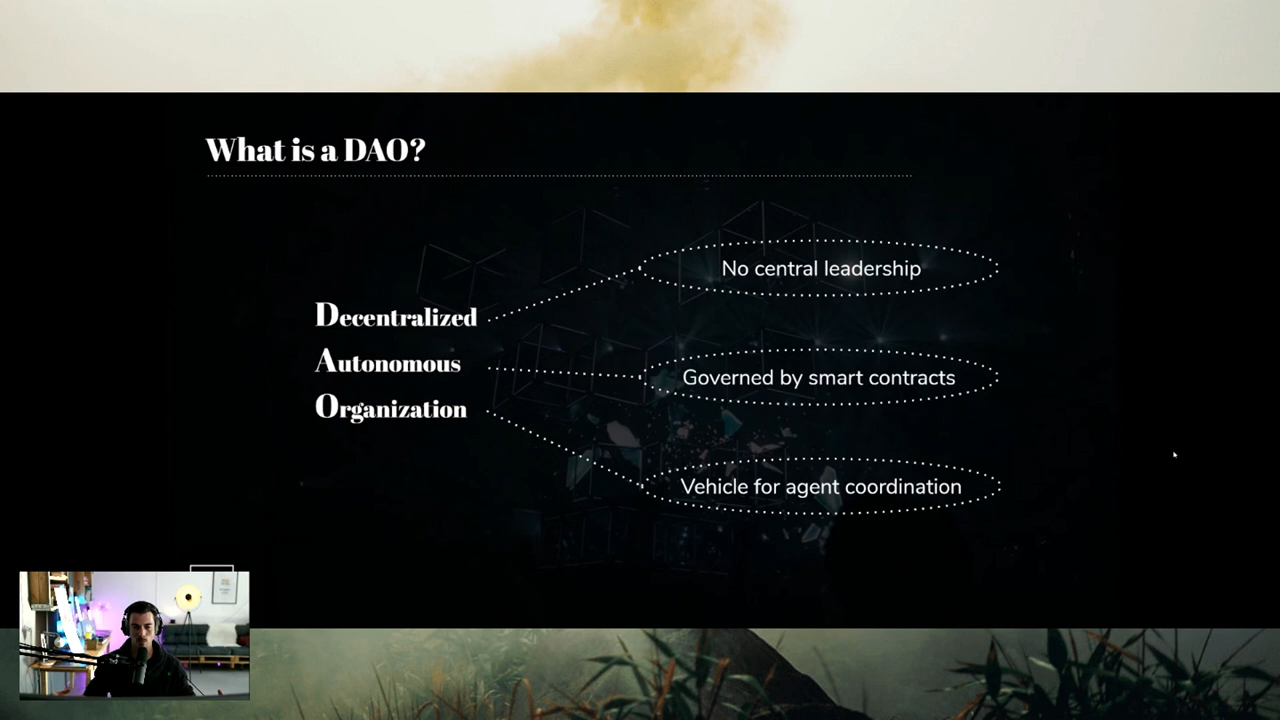 What is a DAO?
Decentralized
Autonomous
Organization
No central leadership
Governed by smart contracts
Vehicle for agent coordination